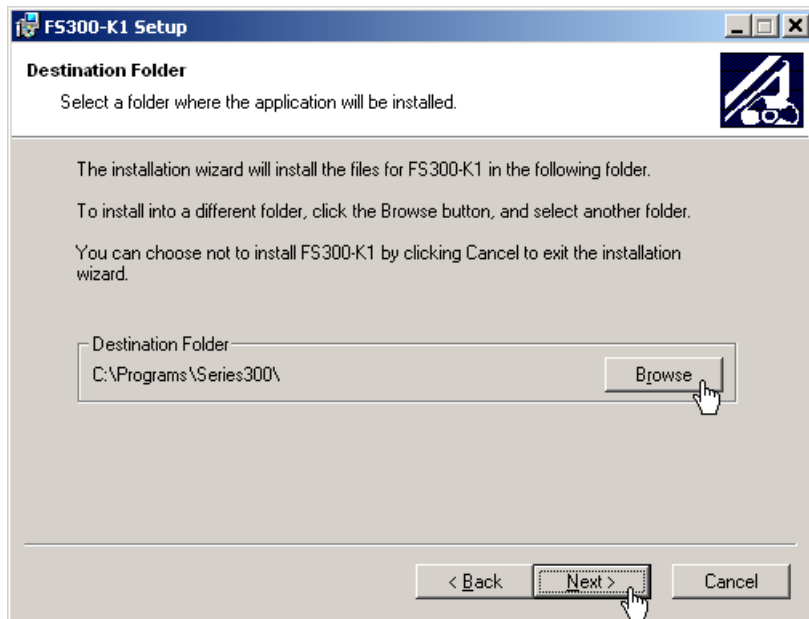 FS300-K1 Setup
Destination Folder
Select a folder where the application will be installed.
The installation wizard will install the files for FS300-K1 in the following folder.
To install into a different folder, click the Browse button, and select another folder.
You can choose not to install FS300-K1 by clicking Cancel to exit the installation
wizard.
Destination Folder
C:\Programs\Series300\
Browse
< Back
Next >
Cancel